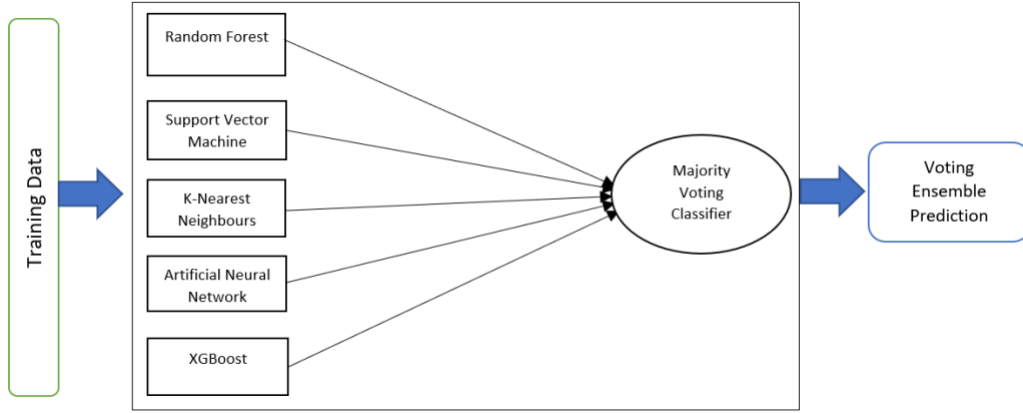 Training Data
Random Forest
Support Vector
Machine
K-Nearest
Neighbours
Artificial Neural
Network
XGBoost
Majority
Voting
Classifier
Voting
Ensemble
Prediction